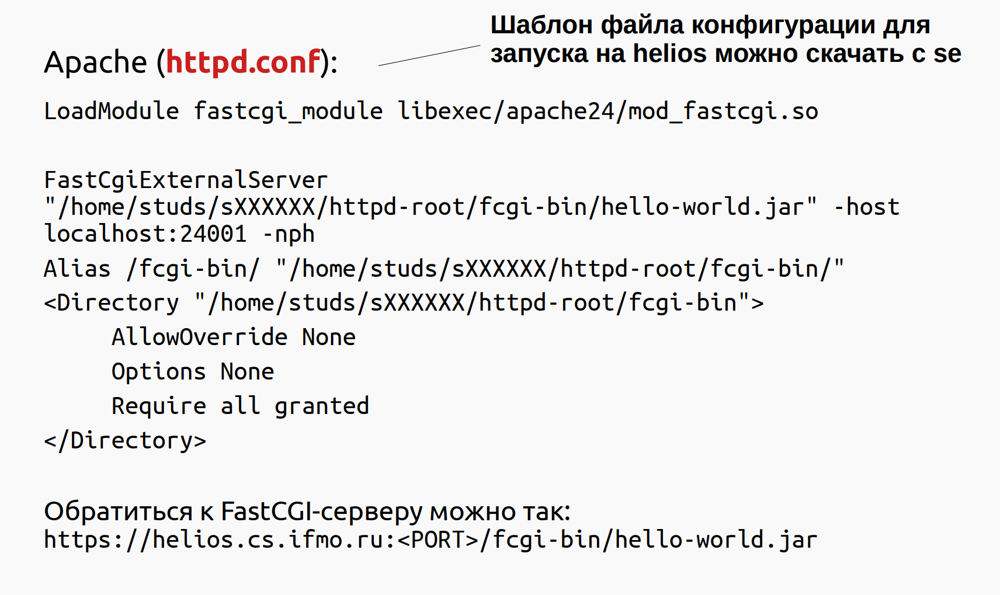 Шаблон файла конфигурации для
запуска на helios можно скачать с se
Apache (httpd.conf):
LoadModule fastcgi_module libexec/apache24/mod_fastcgi.so
FastCgiExternalServer
"/home/studs/sXXXXXX/httpd-root/fcgi-bin/hello-world.jar" -host
localhost:24001 -nph
Alias /fcgi-bin/ "/home/studs/sXXXXXX/httpd-root/fcgi-bin/"
<Directory "/home/studs/sXXXXXX/httpd-root/fcgi-bin">
AllowOverride None
Options None
Require all granted
</Directory>
Обратиться к FastCGI-серверу можно так:
https://helios.cs.ifmo.ru:<PORT>/fcgi-bin/hello-world.jar